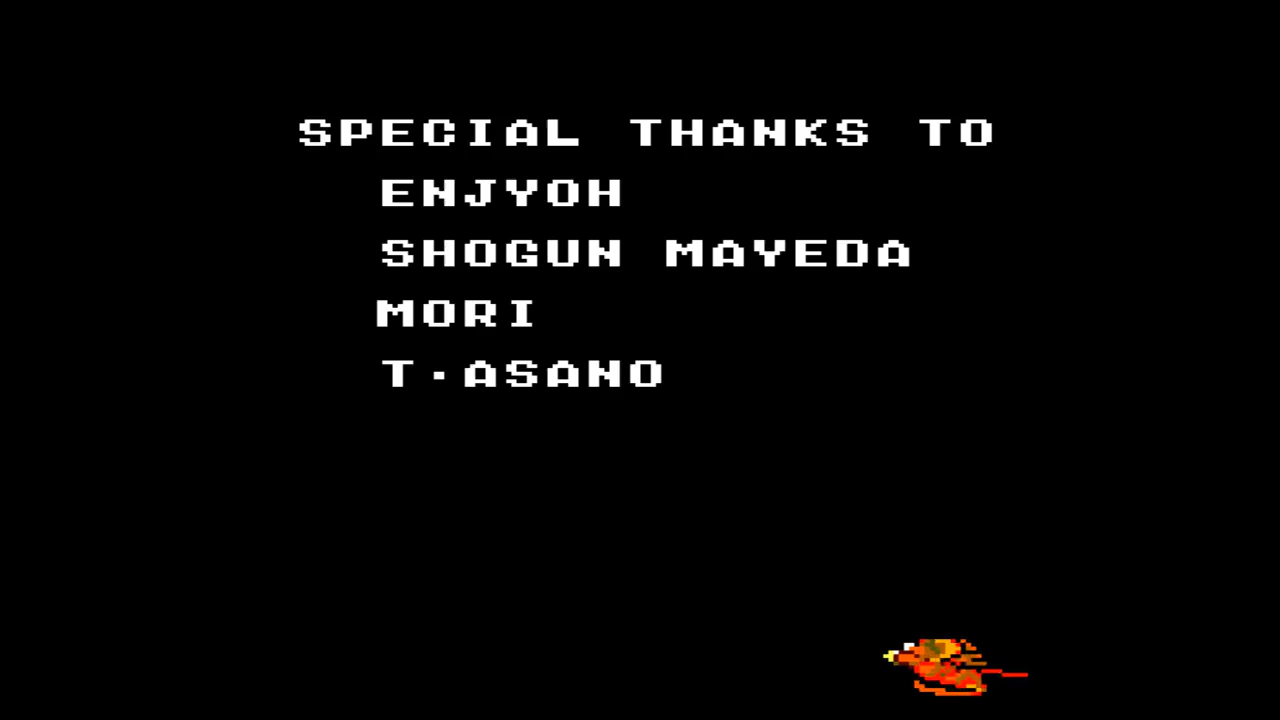 SPECIAL THANKS TO
ENJYOH
SHOGUN MAYEDA
MORI
T·ASANO